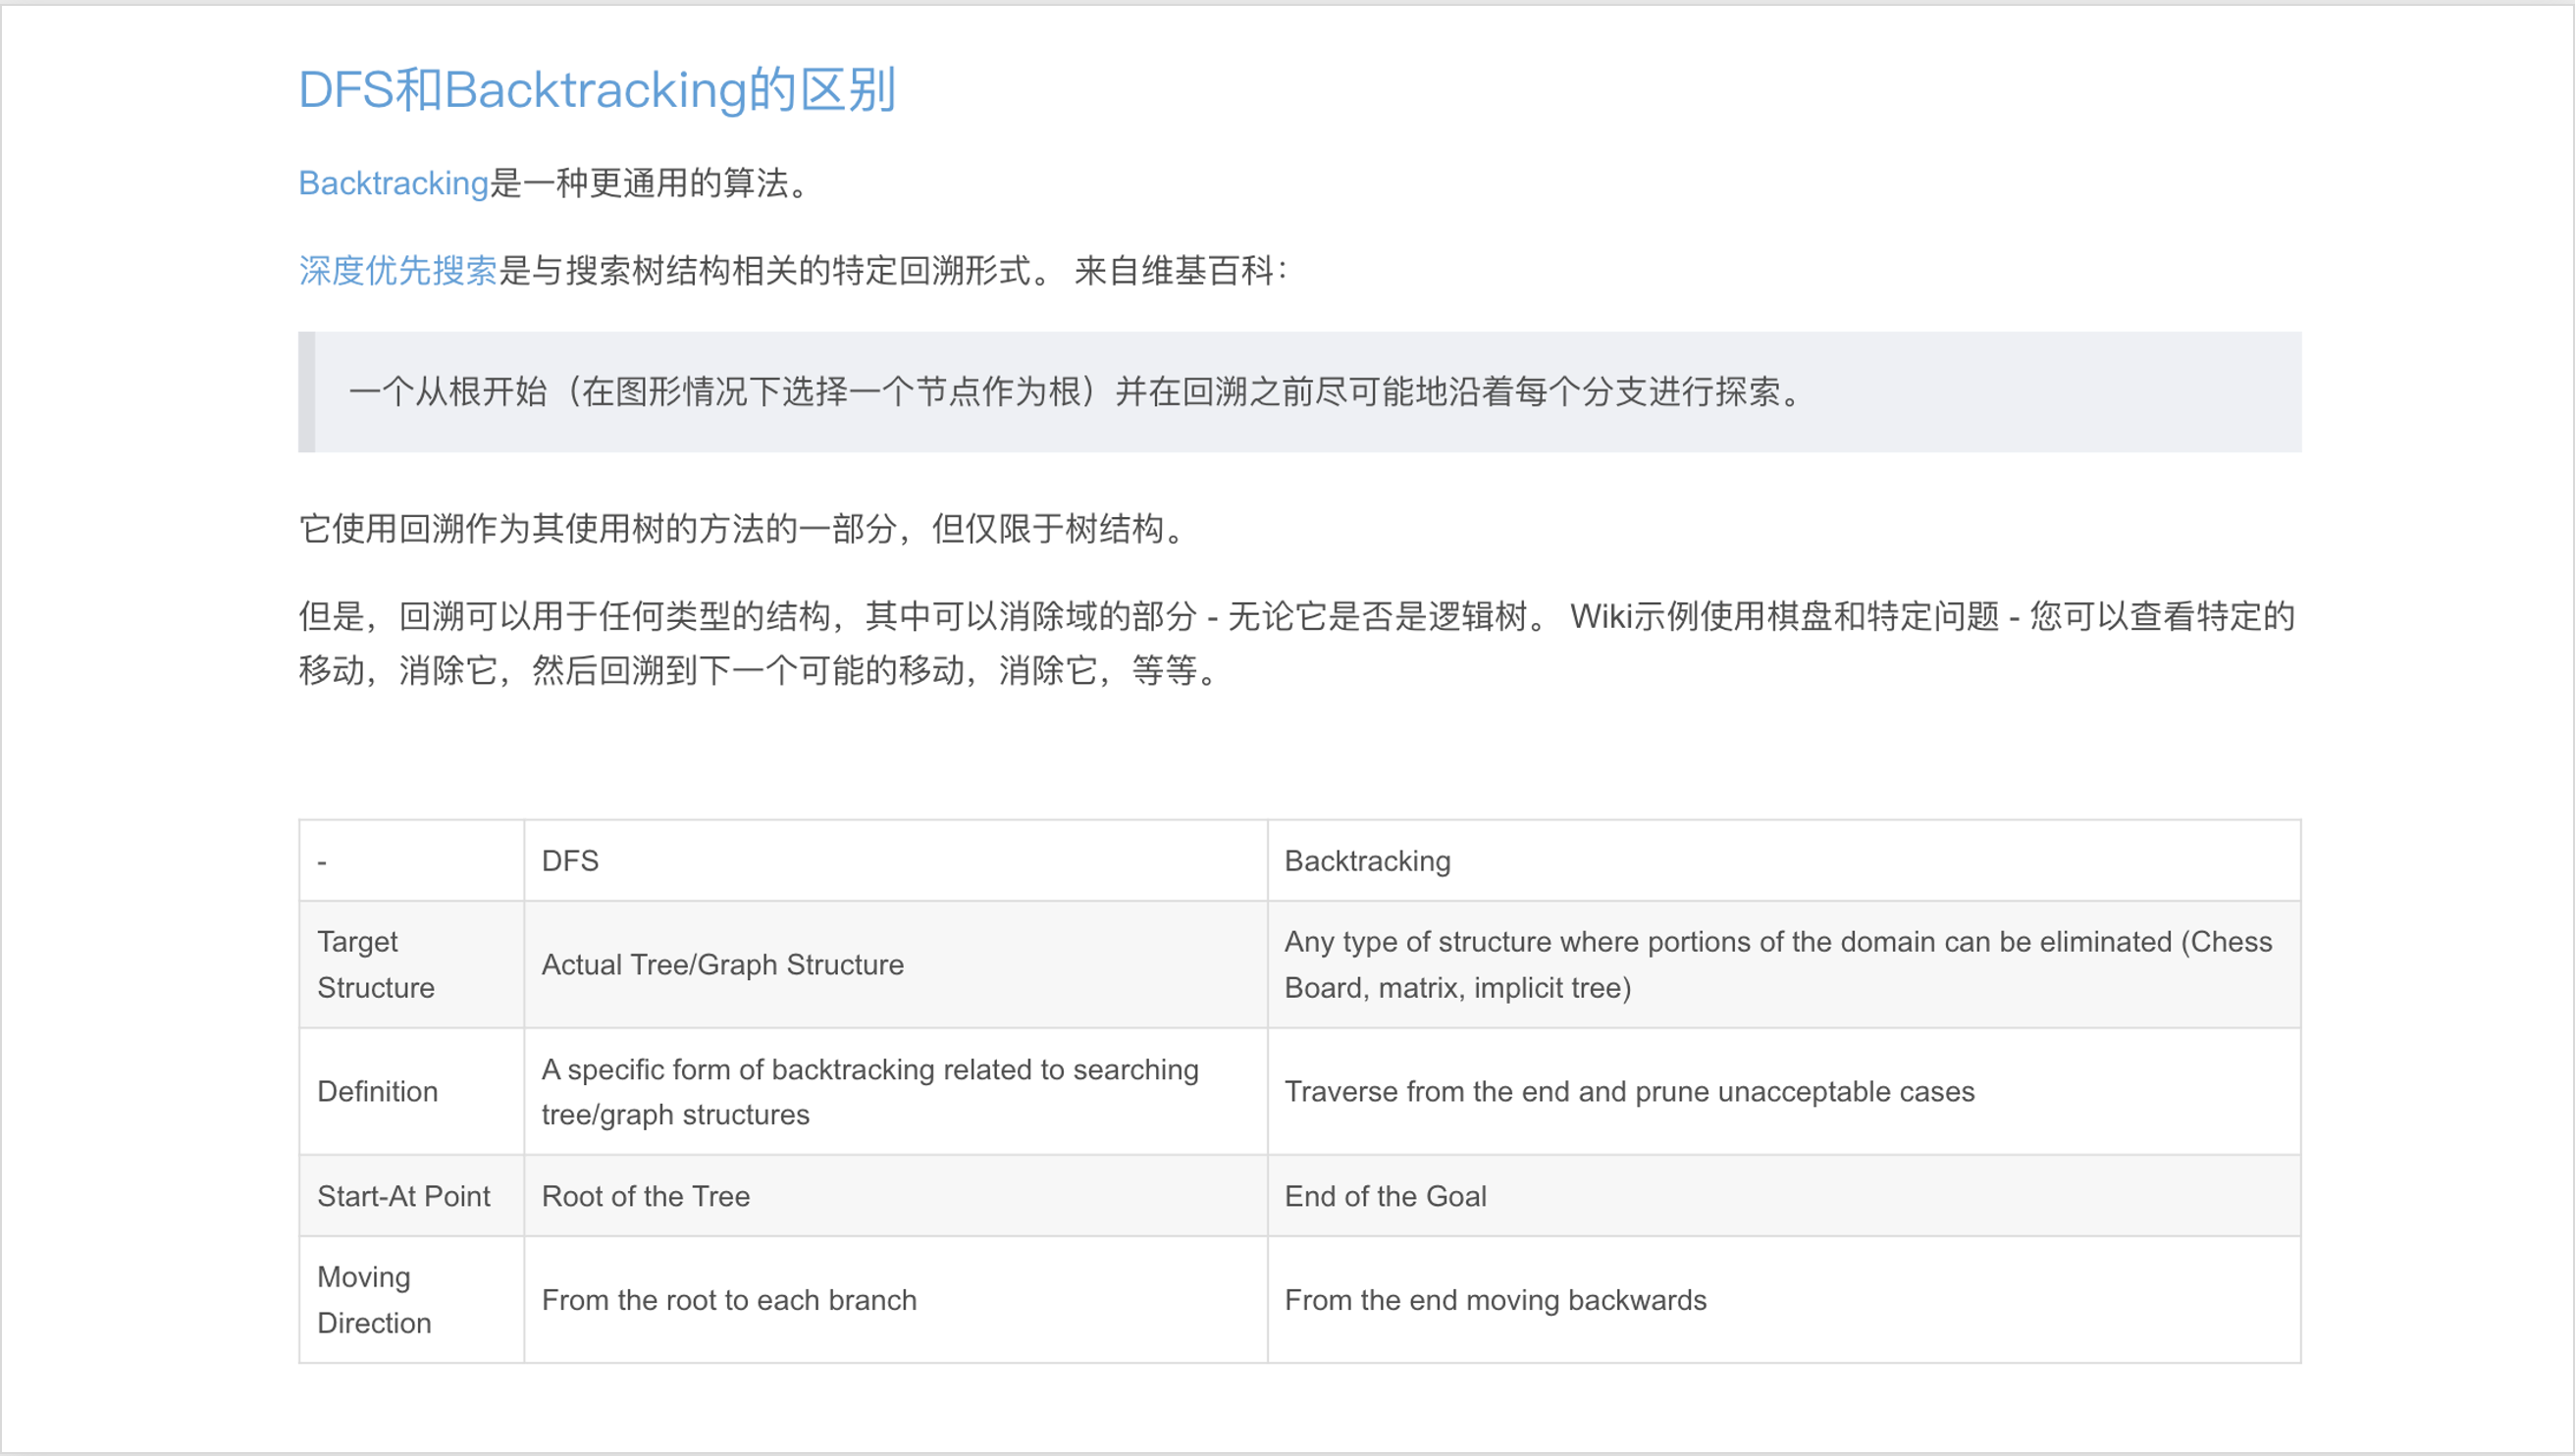 DFS和Backtracking的区别
Backtracking是一种更通用的算法。
深度优先搜索是与搜索树结构相关的特定回溯形式。 来自维基百科：
一个从根开始（在图形情况下选择一个节点作为根）并在回溯之前尽可能地沿着每个分支进行探索。
它使用回溯作为其使用树的方法的一部分，但仅限于树结构。
但是，回溯可以用于任何类型的结构，其中可以消除域的部分 - 无论它是否是逻辑树。 Wiki示例使用棋盘和特定问题 - 您可以查看特定的
移动，消除它，然后回溯到下一个可能的移动，消除它，等等。
-
DFS
Backtracking
Target
Structure
Actual Tree/Graph Structure
Any type of structure where portions of the domain can be eliminated (Chess
Board, matrix, implicit tree)
Definition
A specific form of backtracking related to searching
tree/graph structures
Traverse from the end and prune unacceptable cases
Start-At Point
Root of the Tree
End of the Goal
Moving
Direction
From the root to each branch
From the end moving backwards